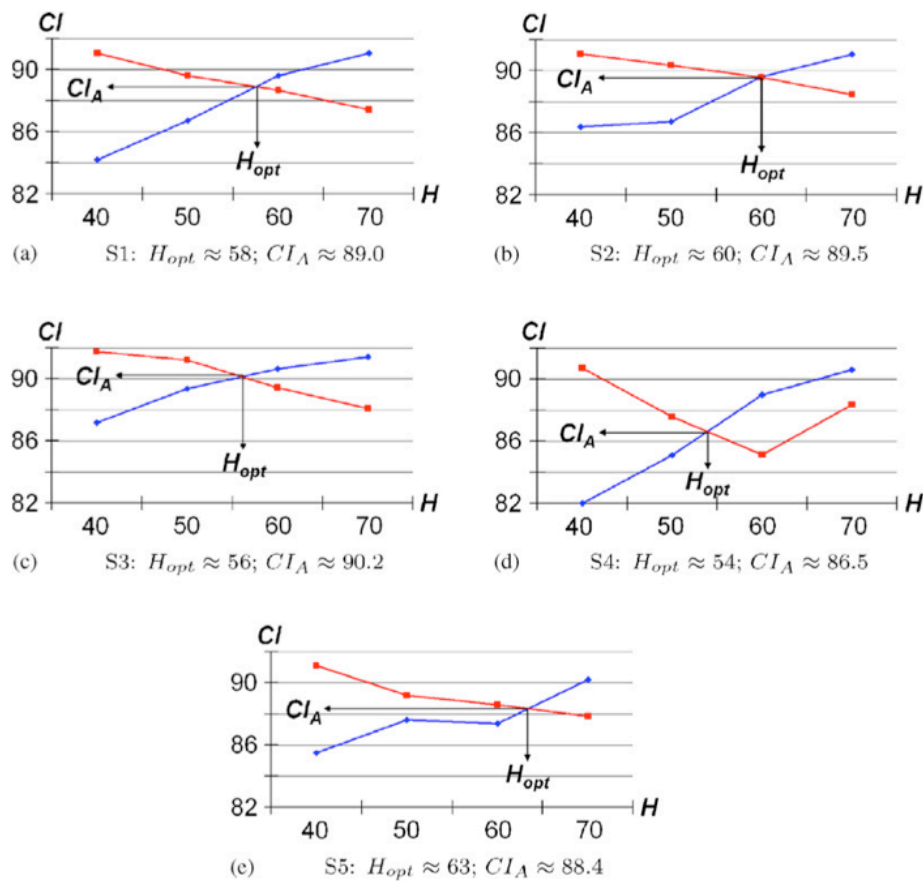 CI CI
90 90
CI_A CI_A
86 86
H_opt H_opt
82 H 82 H
40 50 60 70 40 50 60 70
(a) S1: H_opt ≈ 58; CI_A ≈ 89.0 (b) S2: H_opt ≈ 60; CI_A ≈ 89.5
CI CI
90 90
CI_A
86 CI_A 86
H_opt H_opt
82 H 82 H
40 50 60 70 40 50 60 70
(c) S3: H_opt ≈ 56; CI_A ≈ 90.2 (d) S4: H_opt ≈ 54; CI_A ≈ 86.5
CI
90
CI_A
86
H_opt
82 H
40 50 60 70
(e) S5: H_opt ≈ 63; CI_A ≈ 88.4